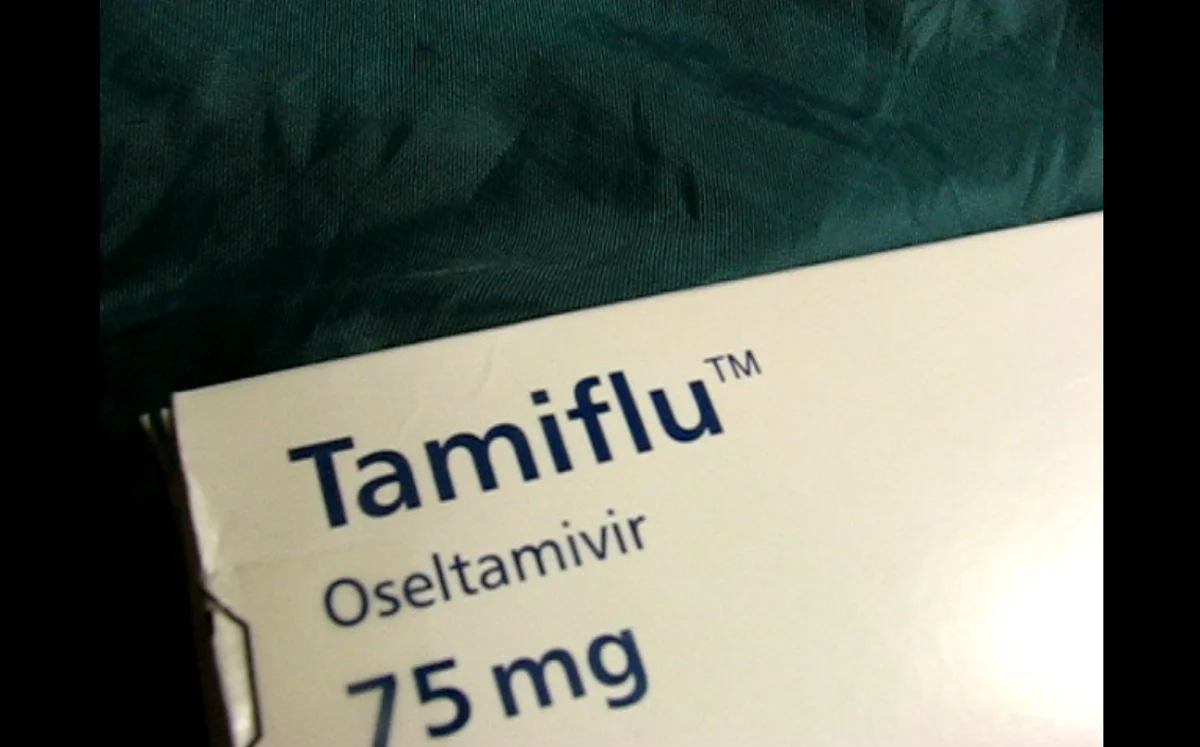 Tamiflu™
Oseltamivir
75 mg